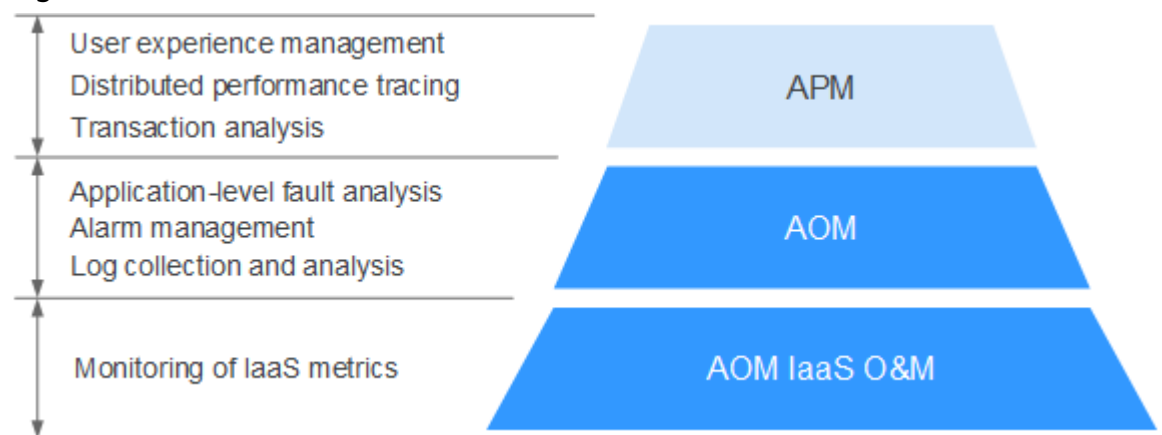 User experience management
Distributed performance tracing
Transaction analysis
APM
Application-level fault analysis
Alarm management
Log collection and analysis
AOM
Monitoring of IaaS metrics
AOM IaaS O&M